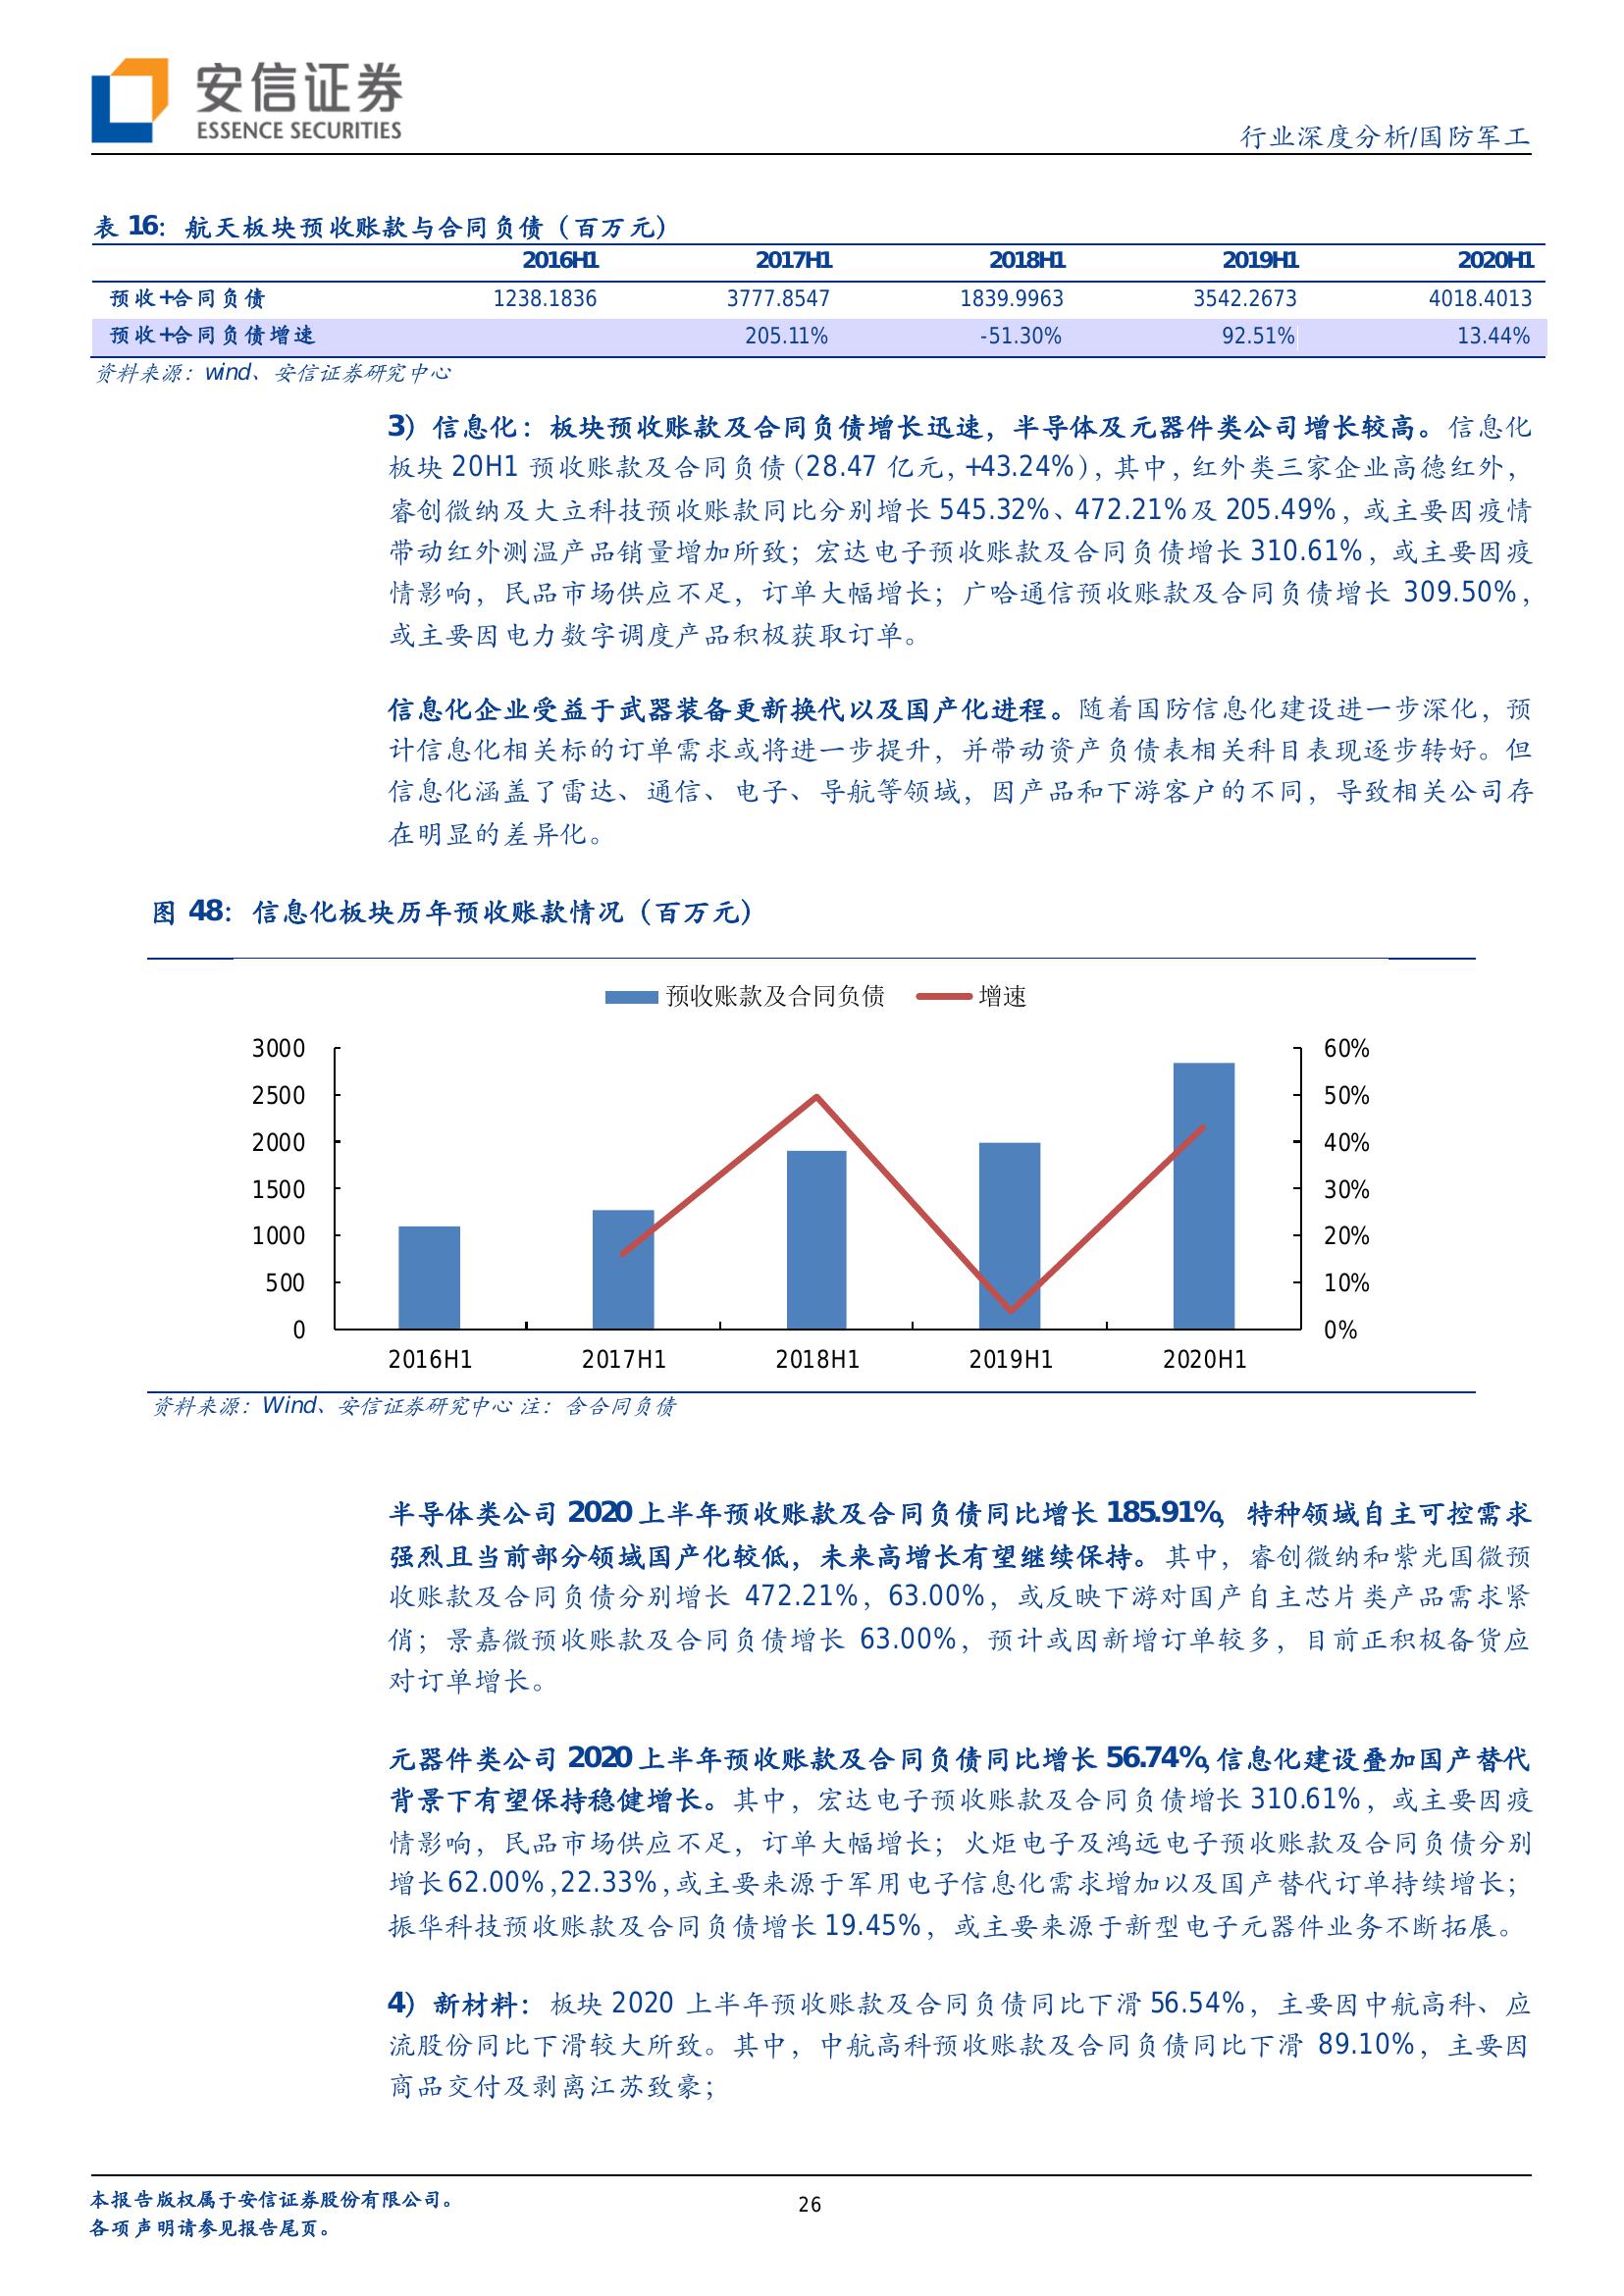 安信证券
ESSENCE SECURITIES
行业深度分析/国防军工
表 16：航天板块预收账款与合同负债（百万元）
2016H1 2017H1 2018H1 2019H1 2020H1
预收+合同负债 1238.1836 3777.8547 1839.9963 3542.2673 4018.4013
预收+合同负债增速 205.11% -51.30% 92.51% 13.44%
资料来源：wind、安信证券研究中心
3）信息化：板块预收账款及合同负债增长迅速，半导体及元器件类公司增长较高。信息化
板块 20H1 预收账款及合同负债（28.47 亿元，+43.24%），其中，红外类三家企业高德红外，
睿创微纳及大立科技预收账款同比分别增长 545.32%、472.21%及 205.49%，或主要因疫情
带动红外测温产品销量增加所致；宏达电子预收账款及合同负债增长 310.61%，或主要因疫
情影响，民品市场供应不足，订单大幅增长；广哈通信预收账款及合同负债增长 309.50%，
或主要因电力数字调度产品积极获取订单。
信息化企业受益于武器装备更新换代以及国产化进程。随着国防信息化建设进一步深化，预
计信息化相关标的订单需求或将进一步提升，并带动资产负债表相关科目表现逐步转好。但
信息化涵盖了雷达、通信、电子、导航等领域，因产品和下游客户的不同，导致相关公司存
在明显的差异化。
图 48：信息化板块历年预收账款情况（百万元）
预收账款及合同负债 增速
3000 60%
2500 50%
2000 40%
1500 30%
1000 20%
500 10%
0 0%
2016H1 2017H1 2018H1 2019H1 2020H1
资料来源：Wind、安信证券研究中心 注：含合同负债
半导体类公司 2020 上半年预收账款及合同负债同比增长 185.91%，特种领域自主可控需求
强烈且当前部分领域国产化较低，未来高增长有望继续保持。其中，睿创微纳和紫光国微预
收账款及合同负债分别增长 472.21%，63.00%，或反映下游对国产自主芯片类产品需求紧
俏；景嘉微预收账款及合同负债增长 63.00%，预计或因新增订单较多，目前正积极备货应
对订单增长。
元器件类公司 2020 上半年预收账款及合同负债同比增长 56.74%，信息化建设叠加国产替代
背景下有望保持稳健增长。其中，宏达电子预收账款及合同负债增长 310.61%，或主要因疫
情影响，民品市场供应不足，订单大幅增长；火炬电子及鸿远电子预收账款及合同负债分别
增长 62.00%，22.33%，或主要来源于军用电子信息化需求增加以及国产替代订单持续增长；
振华科技预收账款及合同负债增长 19.45%，或主要来源于新型电子元器件业务不断拓展。
4）新材料：板块 2020 上半年预收账款及合同负债同比下滑 56.54%，主要因中航高科、应
流股份同比下滑较大所致。其中，中航高科预收账款及合同负债同比下滑 89.10%，主要因
商品交付及剥离江苏致豪；
本报告版权属于安信证券股份有限公司。
26
各项声明请参见报告尾页。